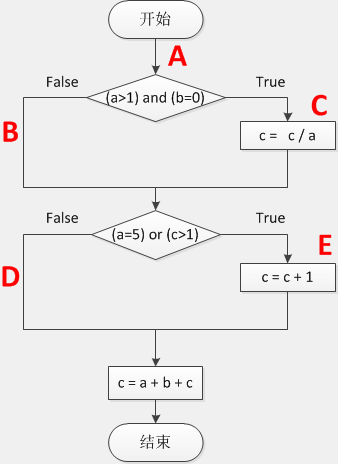 开始
A
False
True
(a>1) and (b=0)
B
C
c = c / a
False
True
(a=5) or (c>1)
D
E
c = c + 1
c = a + b + c
结束